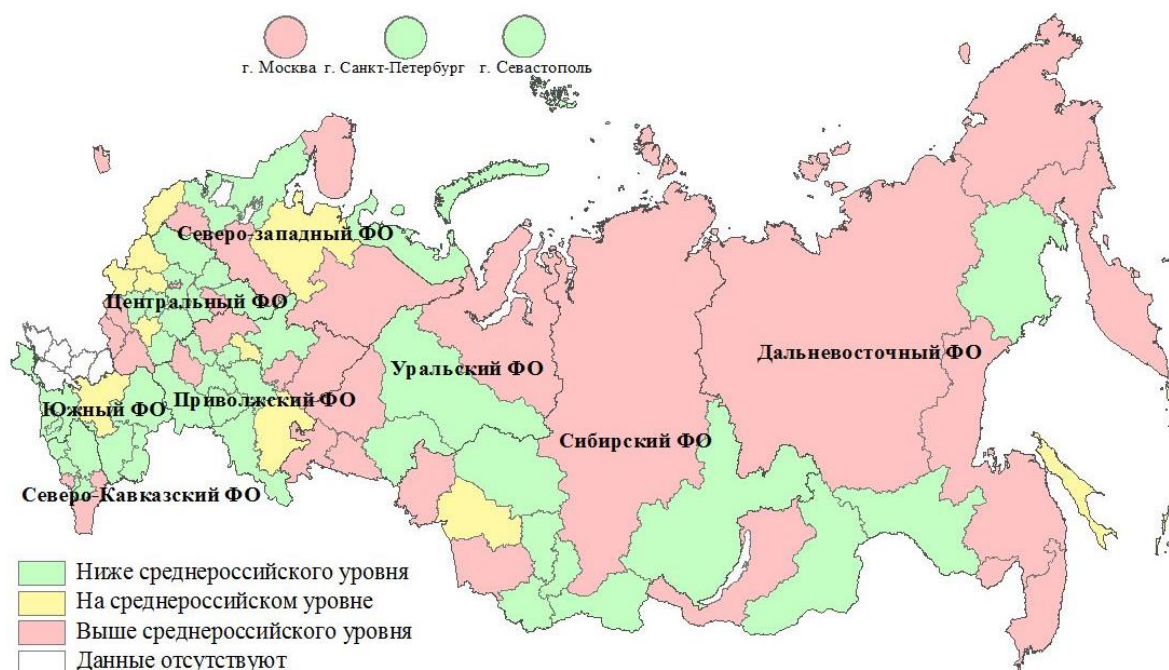 г. Москва г. Санкт-Петербург г. Севастополь
Северо-западный ФО
Центральный ФО
Дальневосточный ФО
Уральский ФО
Южный ФО
Приволжский ФО
Сибирский ФО
Северо-Кавказский ФО
Ниже среднероссийского уровня
На среднероссийском уровне
Выше среднероссийского уровня
Данные отсутствуют